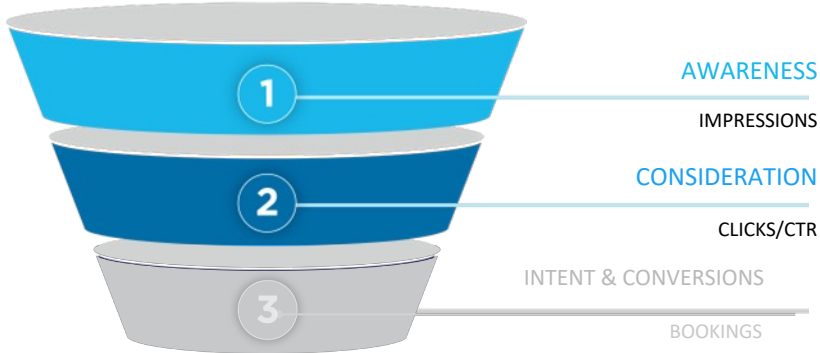 1
AWARENESS
IMPRESSIONS
2
CONSIDERATION
CLICKS/CTR
3
INTENT & CONVERSIONS
BOOKINGS